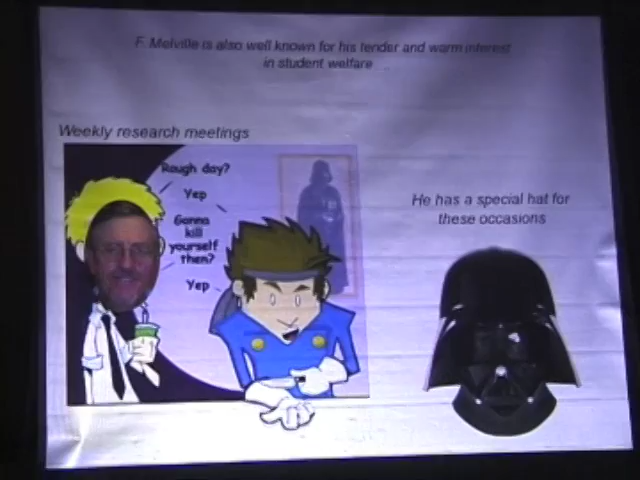 F. Melville is also well known for his tender and warm interest
in student welfare
Weekly research meetings
Rough day?
Yep
Gonna
kill
yourself
then?
Yep
He has a special hat for
these occasions